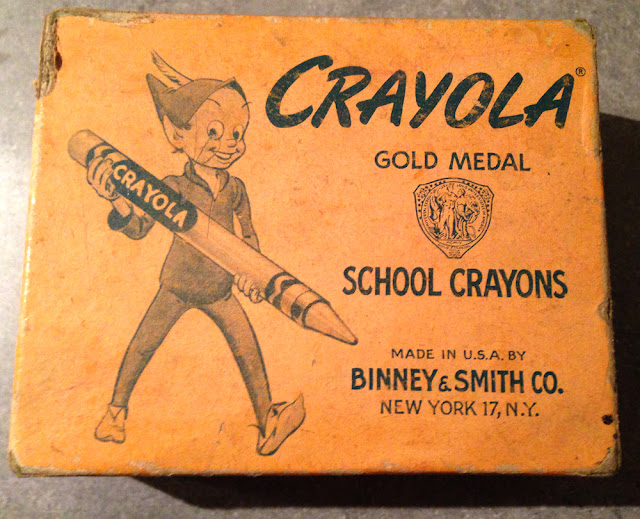 CRAYOLA®
GOLD MEDAL
SCHOOL CRAYONS
MADE IN U.S.A. BY
BINNEY & SMITH CO.
NEW YORK 17, N.Y.
CRAYOLA